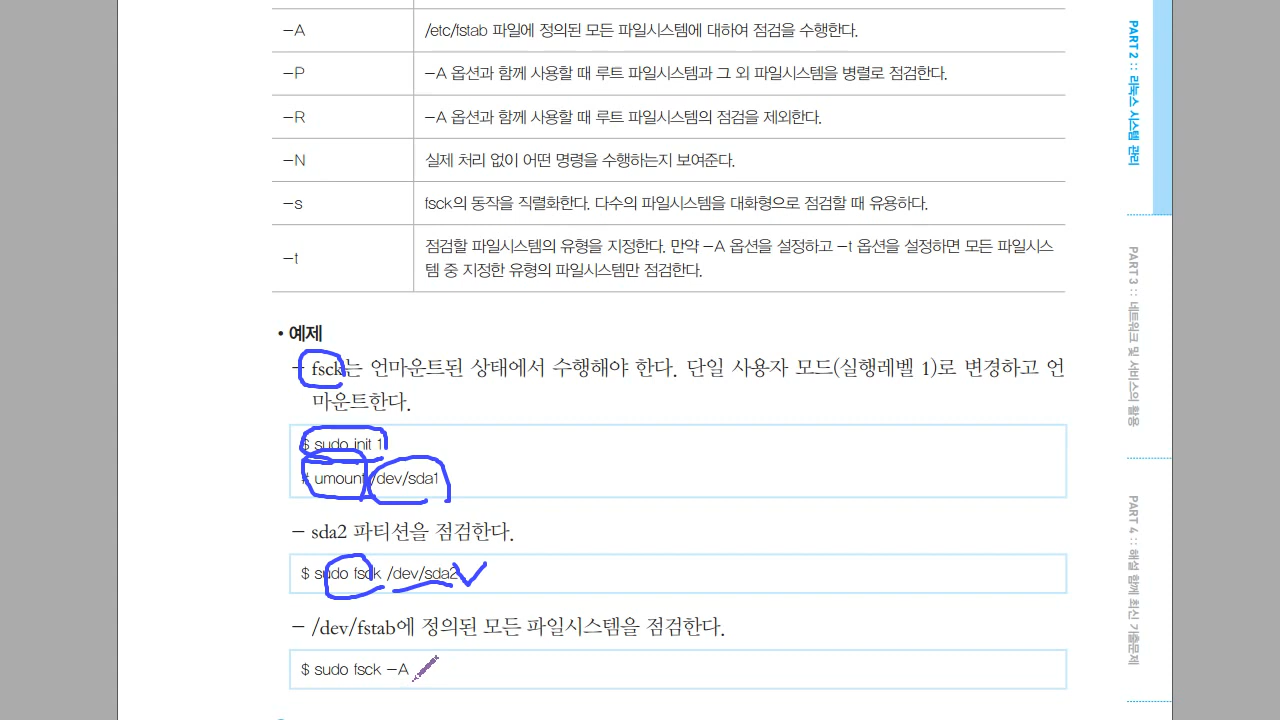 -A /etc/fstab 파일에 정의된 모든 파일시스템에 대하여 점검을 수행한다.
-P 옵션과 함께 사용할 때 루트 파일시스템과 그 외 파일시스템을 병렬로 점검한다.
-R -A 옵션과 함께 사용할 때 루트 파일시스템의 점검을 제외한다.
-N 실제 처리 없이 어떤 명령을 수행하는지 보여준다.
-s fsck의 동작을 직렬화한다. 다수의 파일시스템을 대화형으로 점검할 때 유용하다.
-t 점검할 파일시스템의 유형을 지정한다. 만약 -A 옵션을 설정하고 -t 옵션을 설정하면 모든 파일시스
템 중 지정한 유형의 파일시스템만 점검한다.
• 예제
- fsck는 언마운트된 상태에서 수행해야 한다. 단일 사용자 모드(실행레벨 1)로 변경하고 언
마운트한다.
$ sudo init 1
# umount /dev/sda1
- sda2 파티션을 점검한다.
$ sudo fsck /dev/sda2
- /dev/fstab에 정의된 모든 파일시스템을 점검한다.
$ sudo fsck -A
PART 2 :: 리눅스 시스템 관리
PART 3 :: 네트워크 및 서비스의 활용
PART 4 :: 해설 함께 최신 기출문제